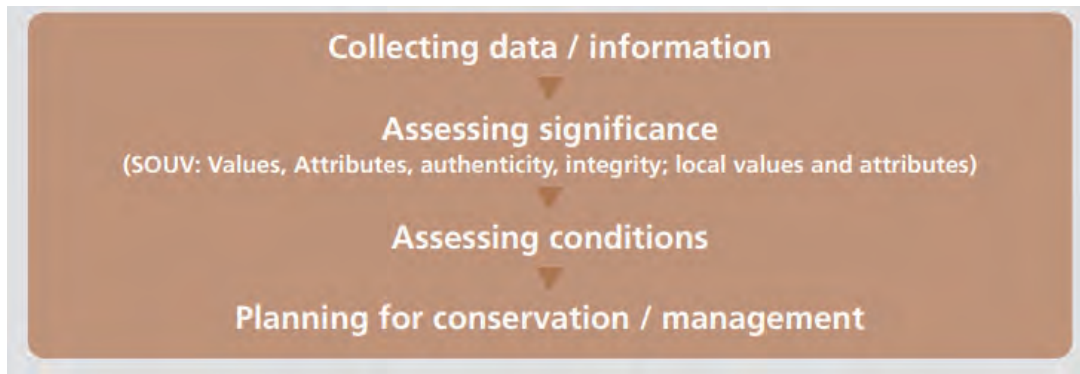 Collecting data / information
Assessing significance
(SOUV: Values, Attributes, authenticity, integrity; local values and attributes)
Assessing conditions
Planning for conservation / management